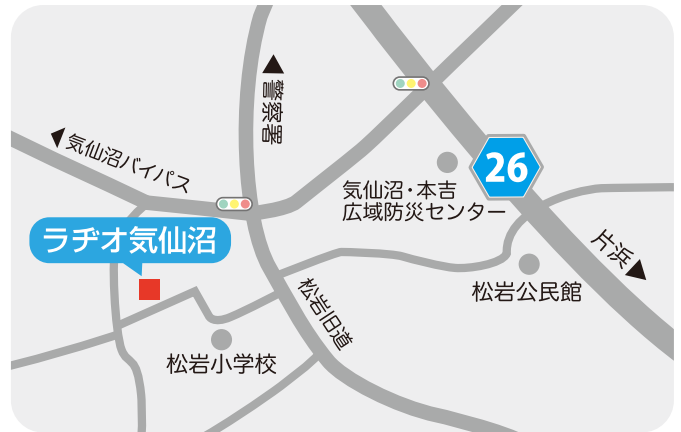 ▲警察署
◀気仙沼バイパス
26
気仙沼・本吉
広域防災センター
ラヂオ気仙沼
片浜▶
松岩公民館
松岩旧道
松岩小学校